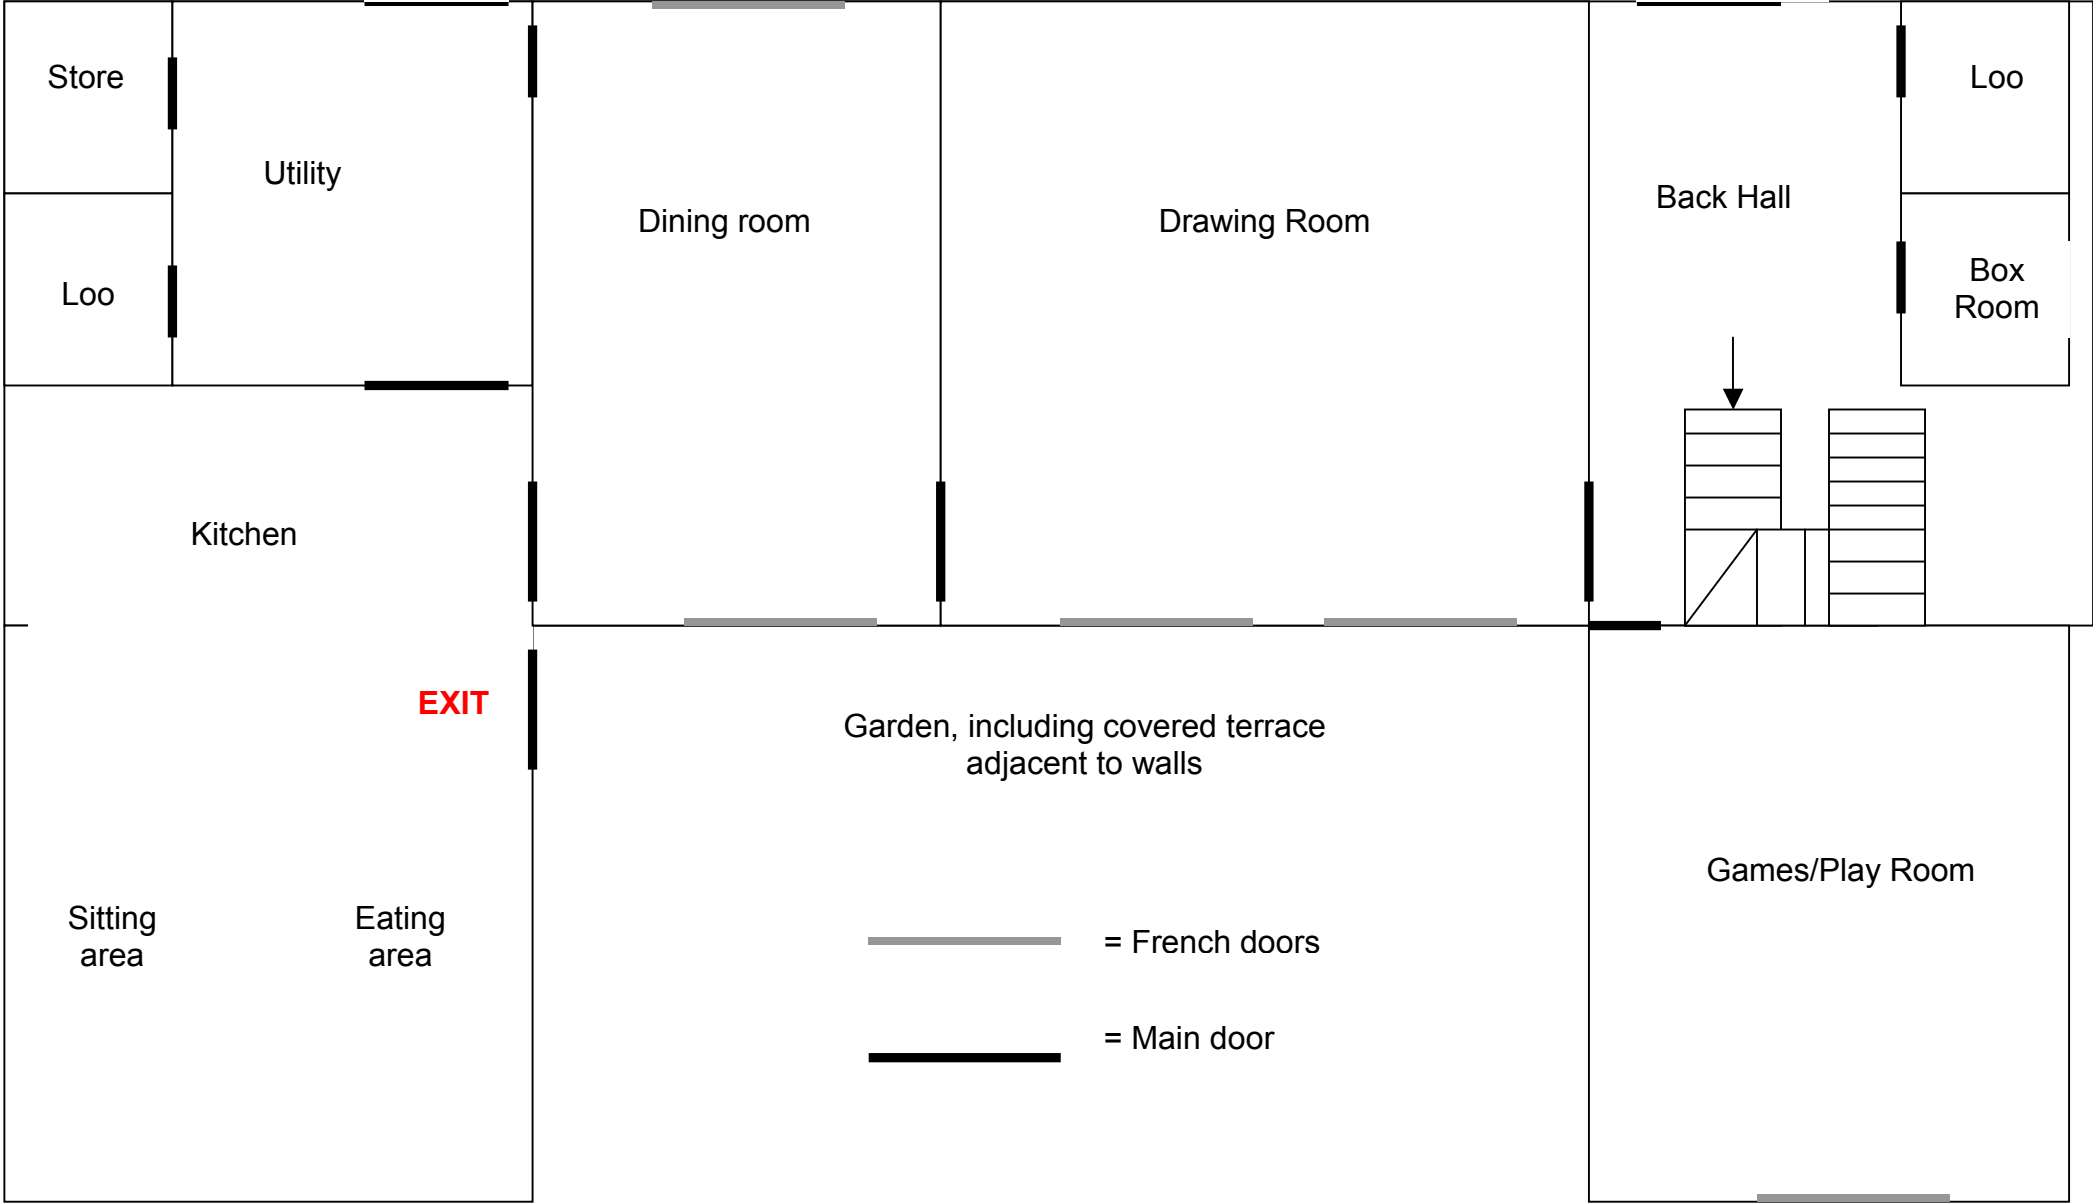 Store
Loo
Utility
Loo
Dining room
Drawing Room
Back Hall
Box
Room
Kitchen
EXIT
Garden, including covered terrace
adjacent to walls
Games/Play Room
Sitting
area
Eating
area
= French doors
= Main door